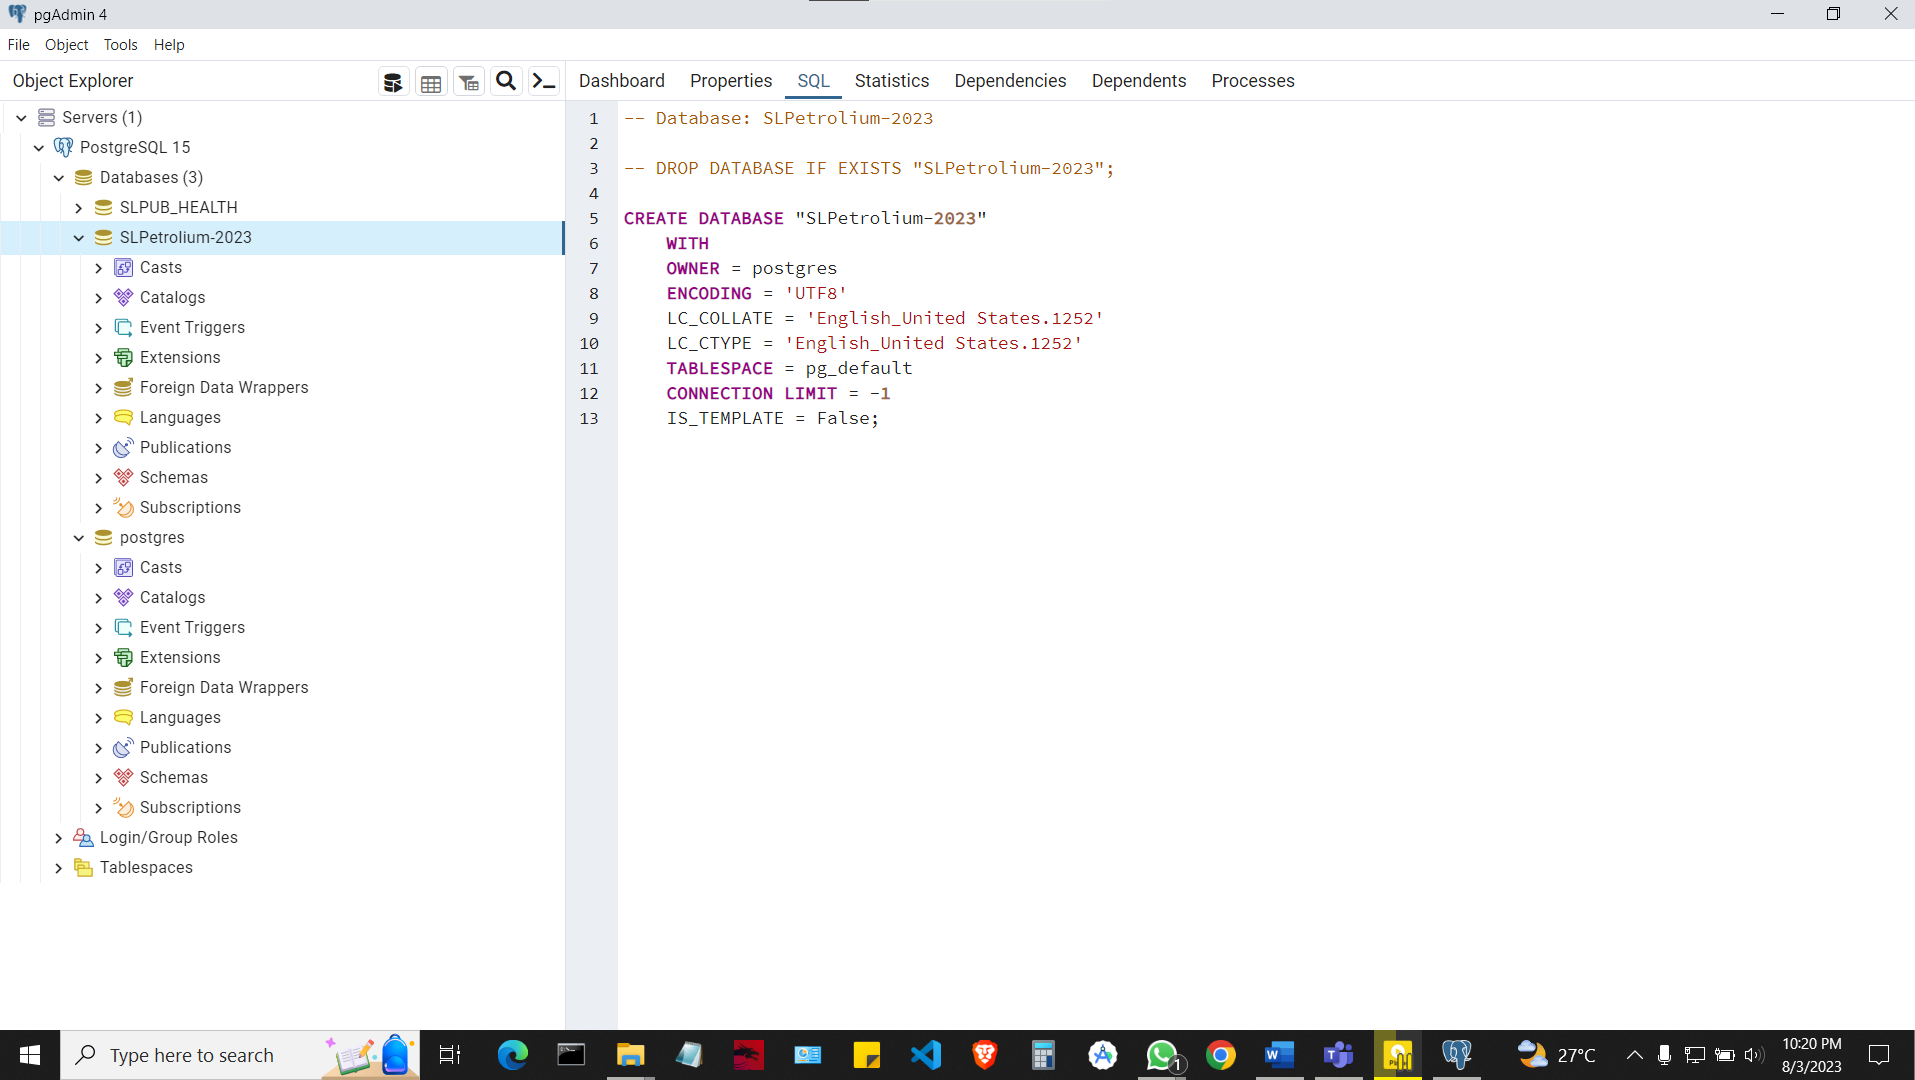 pgAdmin 4
File Object Tools Help
Object Explorer
Dashboard Properties SQL Statistics Dependencies Dependents Processes
Servers (1)
PostgreSQL 15
Databases (3)
SLPUB_HEALTH
SLPetrolium-2023
Casts
Catalogs
Event Triggers
Extensions
Foreign Data Wrappers
Languages
Publications
Schemas
Subscriptions
postgres
Casts
Catalogs
Event Triggers
Extensions
Foreign Data Wrappers
Languages
Publications
Schemas
Subscriptions
Login/Group Roles
Tablespaces
1 -- Database: SLPetrolium-2023
2
3 -- DROP DATABASE IF EXISTS "SLPetrolium-2023";
4
5 CREATE DATABASE "SLPetrolium-2023"
6 WITH
7 OWNER = postgres
8 ENCODING = 'UTF8'
9 LC_COLLATE = 'English_United States.1252'
10 LC_CTYPE = 'English_United States.1252'
11 TABLESPACE = pg_default
12 CONNECTION LIMIT = -1
13 IS_TEMPLATE = False;
Type here to search
1
27°C
10:20 PM
8/3/2023